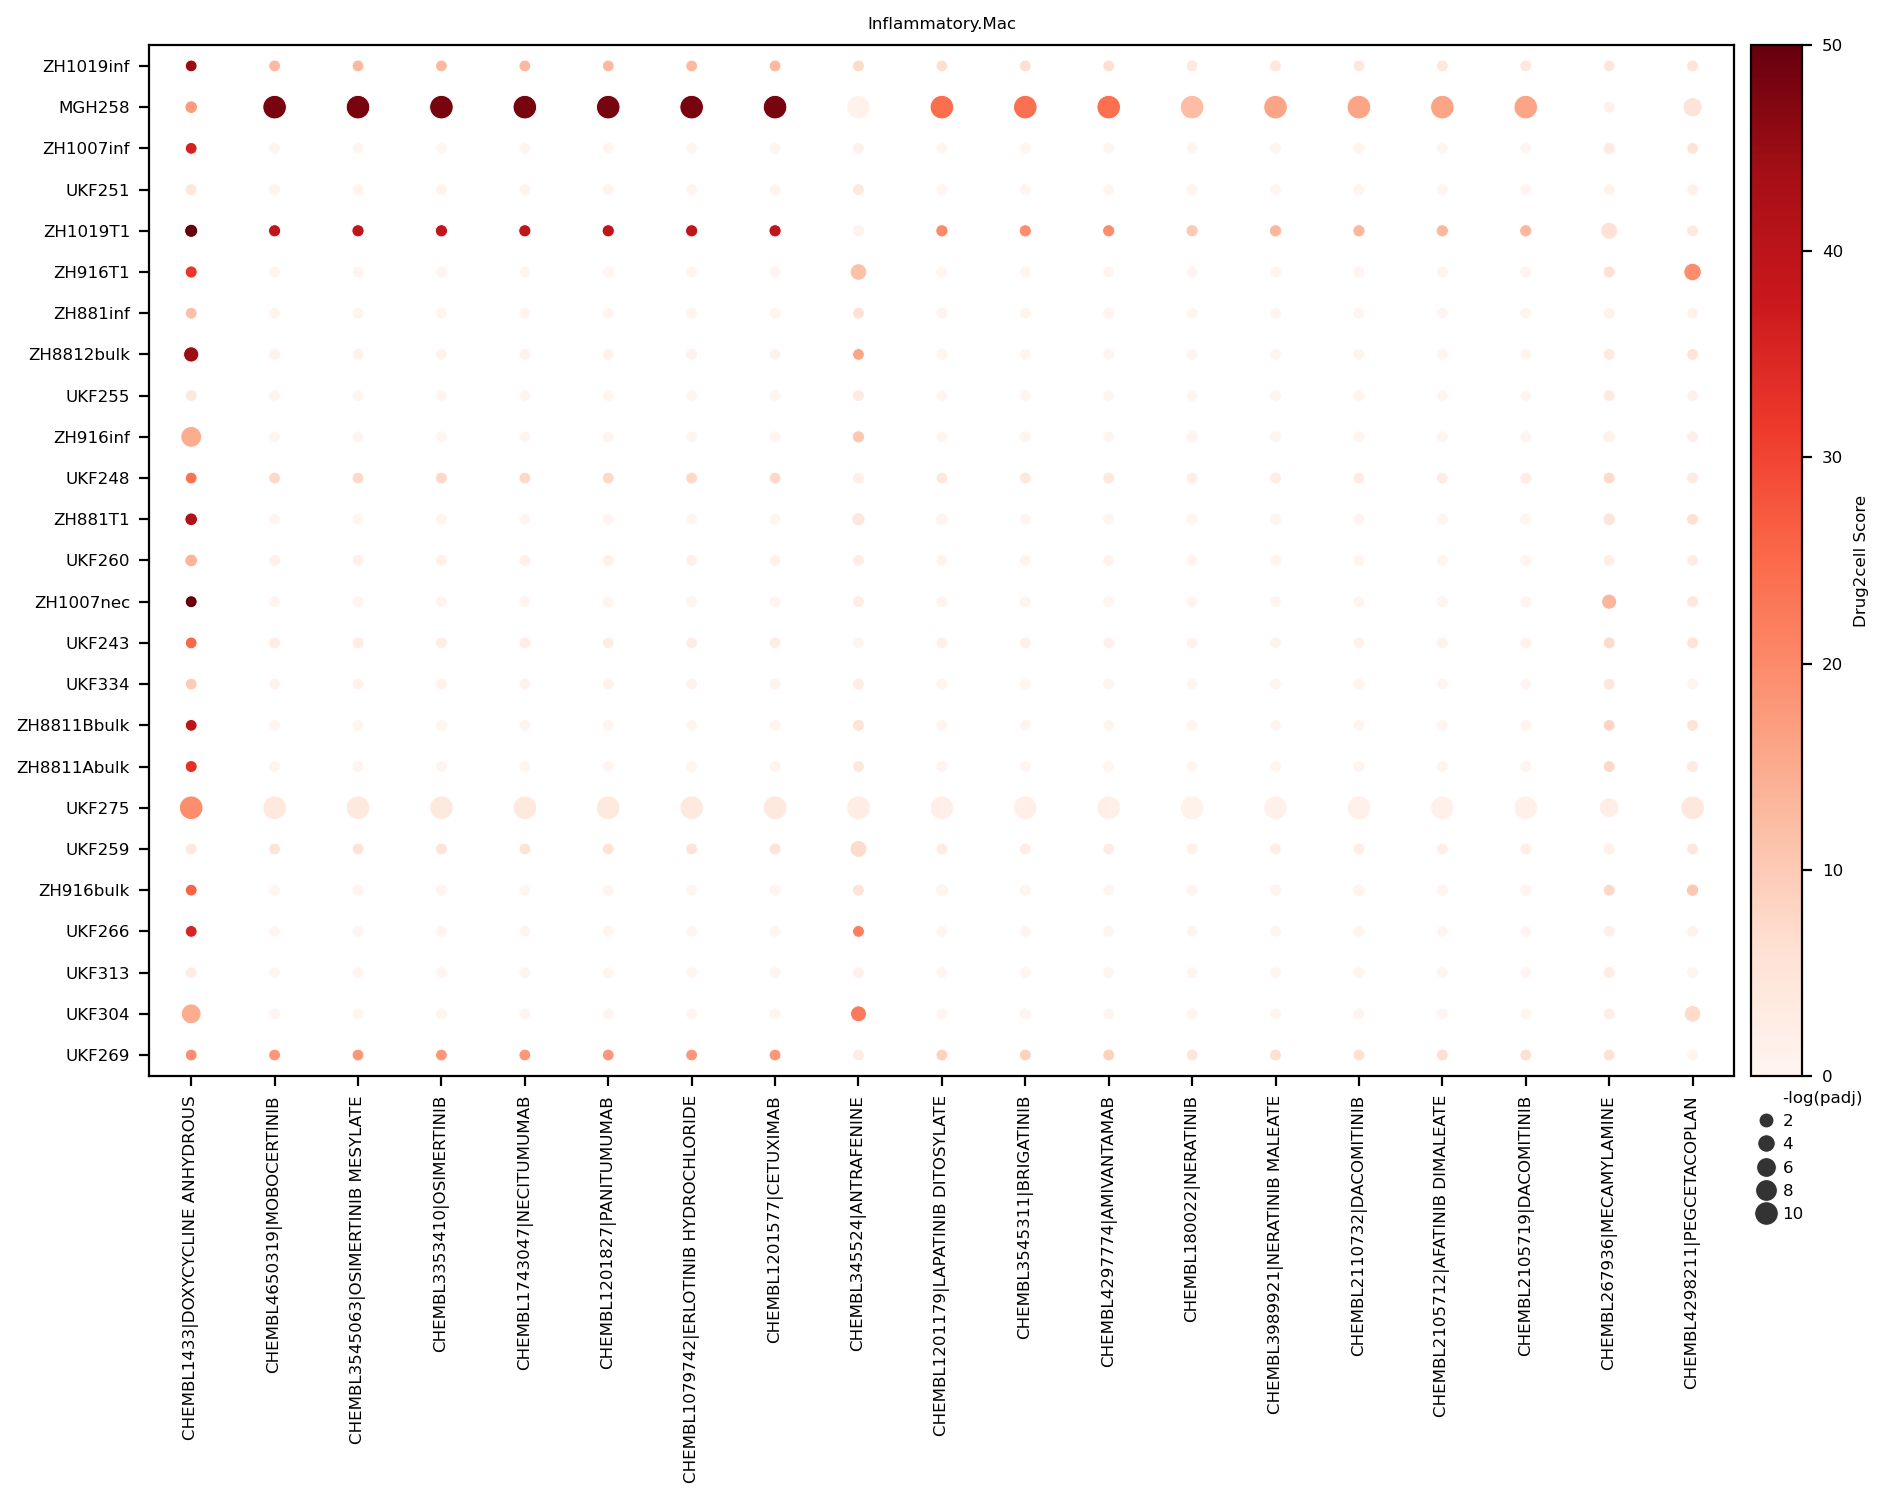 Inflammatory.Mac
ZH1019inf
MGH258
ZH1007inf
UKF251
ZH1019T1
ZH916T1
ZH881inf
ZH8812bulk
UKF255
ZH916inf
UKF248
ZH881T1
UKF260
ZH1007nec
UKF243
UKF334
ZH8811Bbulk
ZH8811Abulk
UKF275
UKF259
ZH916bulk
UKF266
UKF313
UKF304
UKF269
CHEMBL1433|DOXYCYCLINE ANHYDROUS
CHEMBL4650319|MOBOCERTINIB
CHEMBL3545063|OSIMERTINIB MESYLATE
CHEMBL3353410|OSIMERTINIB
CHEMBL1743047|NECITUMUMAB
CHEMBL1201827|PANITUMUMAB
CHEMBL1079742|ERLOTINIB HYDROCHLORIDE
CHEMBL1201577|CETUXIMAB
CHEMBL345524|ANTRAFENINE
CHEMBL1201179|LAPATINIB DITOSYLATE
CHEMBL3545311|BRIGATINIB
CHEMBL4297774|AMIVANTAMAB
CHEMBL180022|NERATINIB
CHEMBL3989921|NERATINIB MALEATE
CHEMBL2110732|DACOMITINIB
CHEMBL2105712|AFATINIB DIMALEATE
CHEMBL2105719|DACOMITINIB
CHEMBL267936|MECAMYLAMINE
CHEMBL4298211|PEGCETACOPLAN
50
40
30
20
10
0
Drug2cell Score
-log(padj)
2
4
6
8
10